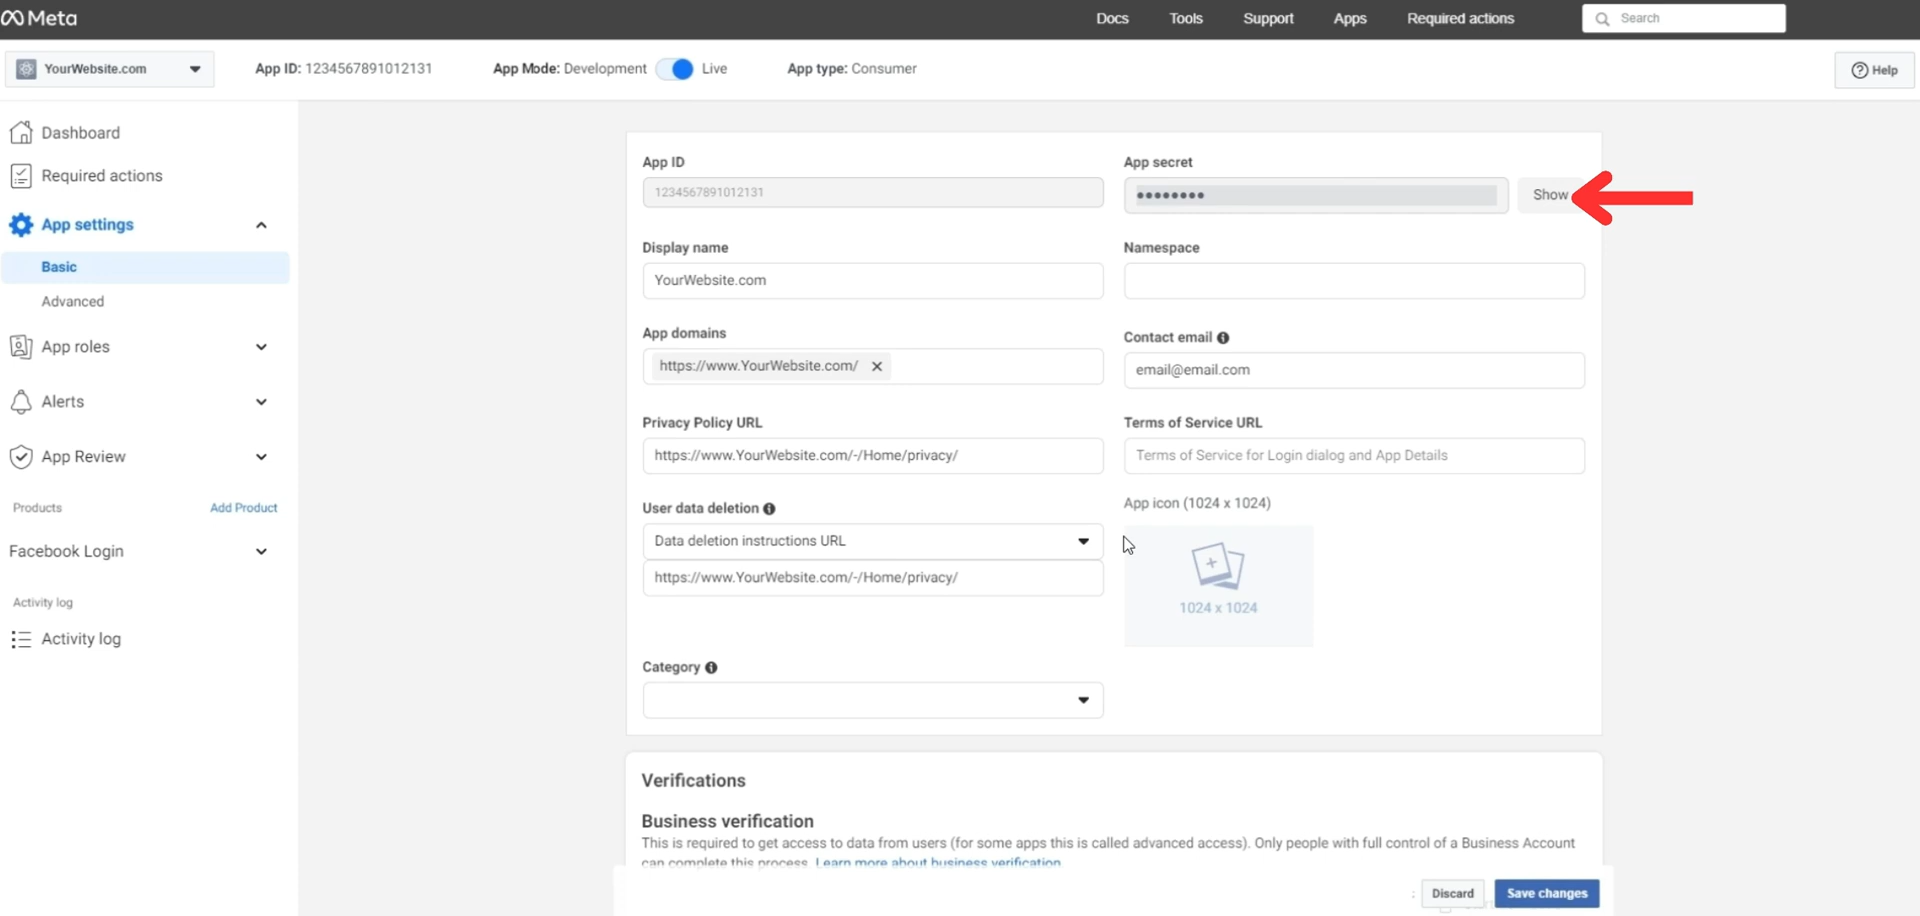 Meta
Docs
Tools
Support
Apps
Required actions
Search
YourWebsite.com
App ID: 1234567891012131
App Mode: Development
Live
App type: Consumer
Help
Dashboard
Required actions
App settings
Basic
Advanced
App roles
Alerts
App Review
Products
Add Product
Facebook Login
Activity log
Activity log
App ID
1234567891012131
App secret
Show
Display name
YourWebsite.com
Namespace
App domains
https://www.YourWebsite.com/
Contact email
email@email.com
Privacy Policy URL
https://www.YourWebsite.com/-/Home/privacy/
Terms of Service URL
Terms of Service for Login dialog and App Details
User data deletion
Data deletion instructions URL
https://www.YourWebsite.com/-/Home/privacy/
App icon (1024 x 1024)
1024 x 1024
Category
Verifications
Business verification
This is required to get access to data from users (for some apps this is called advanced access). Only people with full control of a Business Account
can complete this process. Learn more about business verification
Discard
Save changes